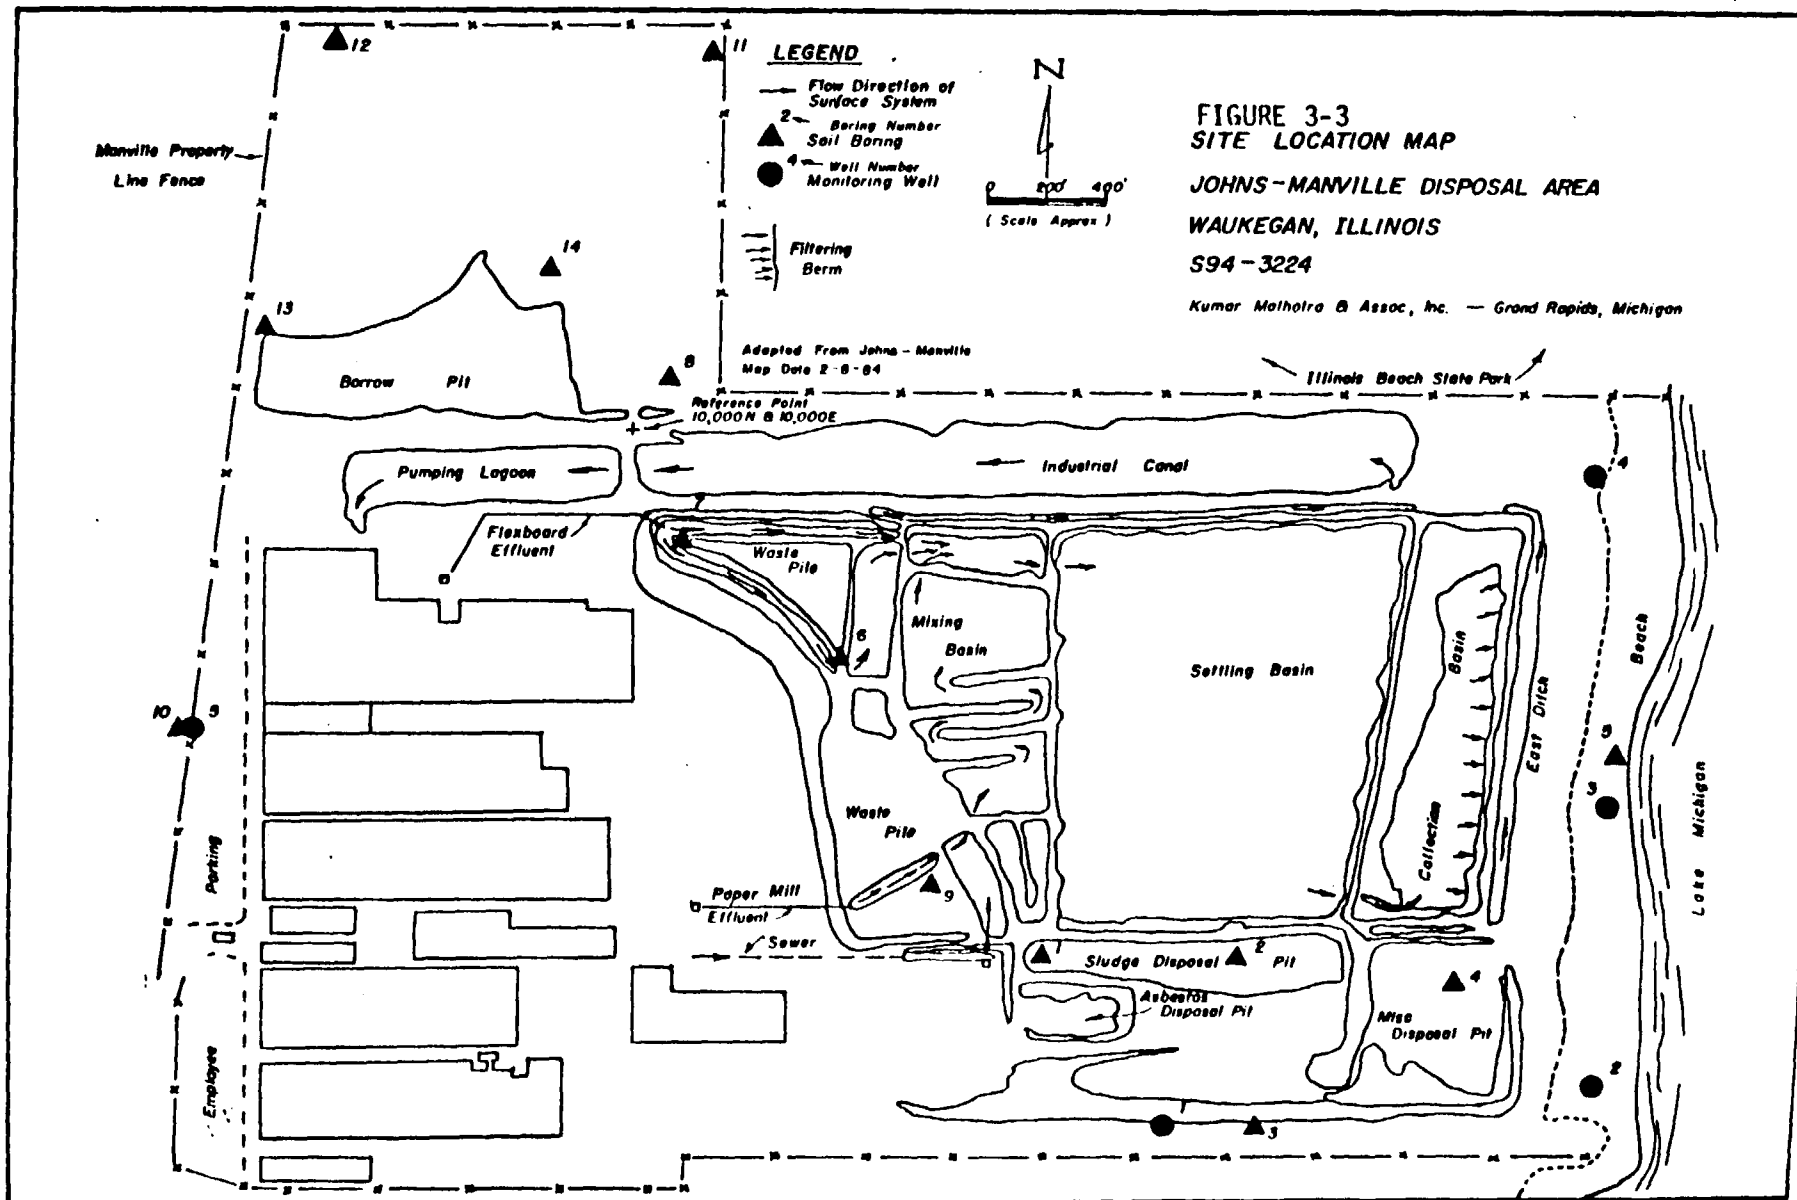 12
11
LEGEND
Flow Direction of
Surface System
2
Boring Number
Soil Boring
4
Well Number
Monitoring Well
Filtering
Berm
N
0 200' 400'
( Scale Approx )
FIGURE 3-3
SITE LOCATION MAP
JOHNS-MANVILLE DISPOSAL AREA
WAUKEGAN, ILLINOIS
S94-3224
Kumar Malhotra & Assoc, Inc. — Grand Rapids, Michigan
Manville Property
Line Fence
14
13
Borrow Pit
8
Adapted From Johns-Manville
Map Date 2-6-84
Reference Point
10,000 N & 10,000E
Illinois Beach State Park
Pumping Lagoon
Industrial Canal
4
Flexboard
Effluent
7
Waste
Pile
Mixing
Basin
6
Settling Basin
Basin
Collection
East Ditch
Beach
Lake Michigan
10
5
5
3
Waste
Pile
Parking
Paper Mill
Effluent
9
Sewer
1
Sludge Disposal Pit
2
4
Asbestos
Disposal Pit
Misc
Disposal Pit
Employee
1
3
2